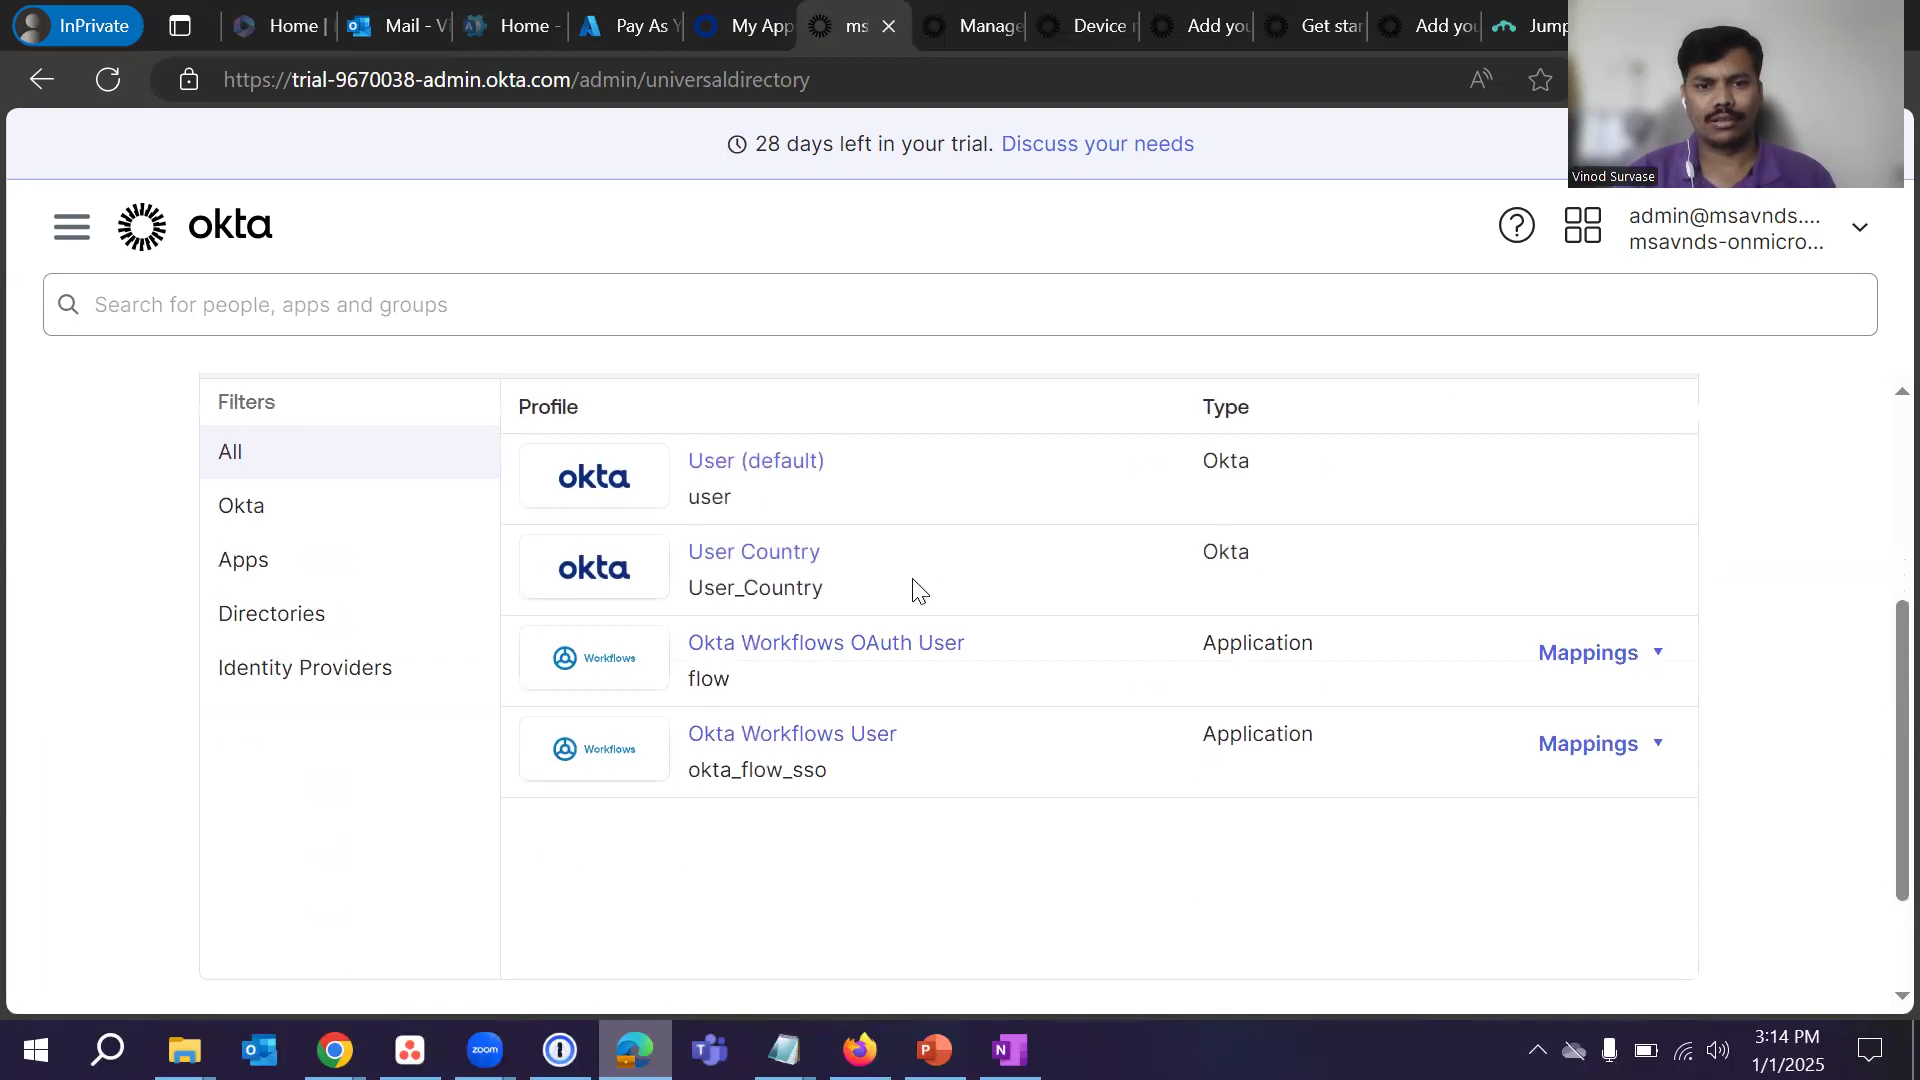 InPrivate
Home |
Mail - Vi
Home -
Pay As Y
My App
ms
Manage
Device
Add you
Get star
Add you
Jump
https://trial-9670038-admin.okta.com/admin/universaldirectory
28 days left in your trial. Discuss your needs
Vinod Survase
okta
admin@msavnds....
msavnds-onmicro...
Search for people, apps and groups
Filters
Profile
Type
All
Okta
Apps
Directories
Identity Providers
okta
User (default)
user
Okta
okta
User Country
User_Country
Okta
Workflows
Okta Workflows OAuth User
flow
Application
Mappings
Workflows
Okta Workflows User
okta_flow_sso
Application
Mappings
zoom
3:14 PM
1/1/2025